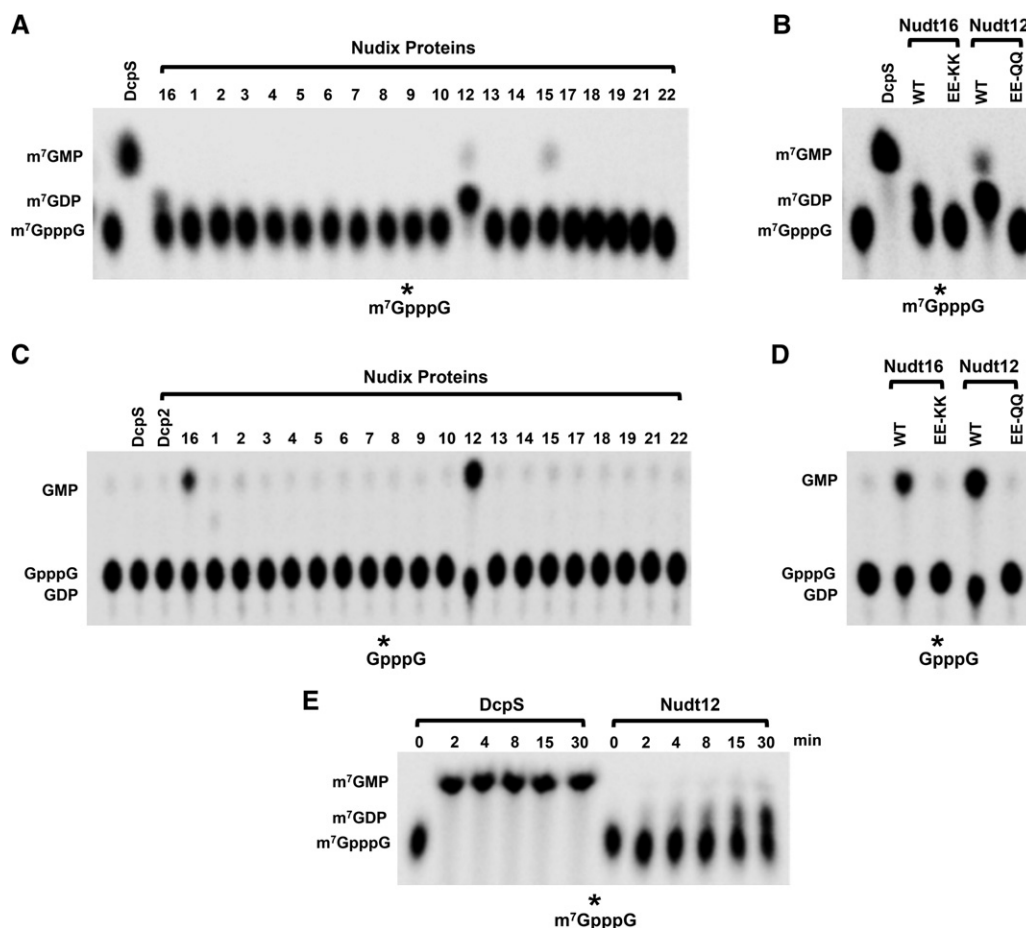 A
Nudix Proteins
DcpS
16 1 2 3 4 5 6 7 8 9 10 12 13 14 15 17 18 19 21 22
m⁷GMP
m⁷GDP
m⁷GpppG
*
m⁷GpppG
B
Nudt16 Nudt12
DcpS WT EE-KK WT EE-QQ
m⁷GMP
m⁷GDP
m⁷GpppG
*
m⁷GpppG
C
Nudix Proteins
DcpS Dcp2
16 1 2 3 4 5 6 7 8 9 10 12 13 14 15 17 18 19 21 22
GMP
GpppG
GDP
*
GpppG
D
Nudt16 Nudt12
WT EE-KK WT EE-QQ
GMP
GpppG
GDP
*
GpppG
E
DcpS Nudt12
0 2 4 8 15 30 0 2 4 8 15 30 min
m⁷GMP
m⁷GDP
m⁷GpppG
*
m⁷GpppG